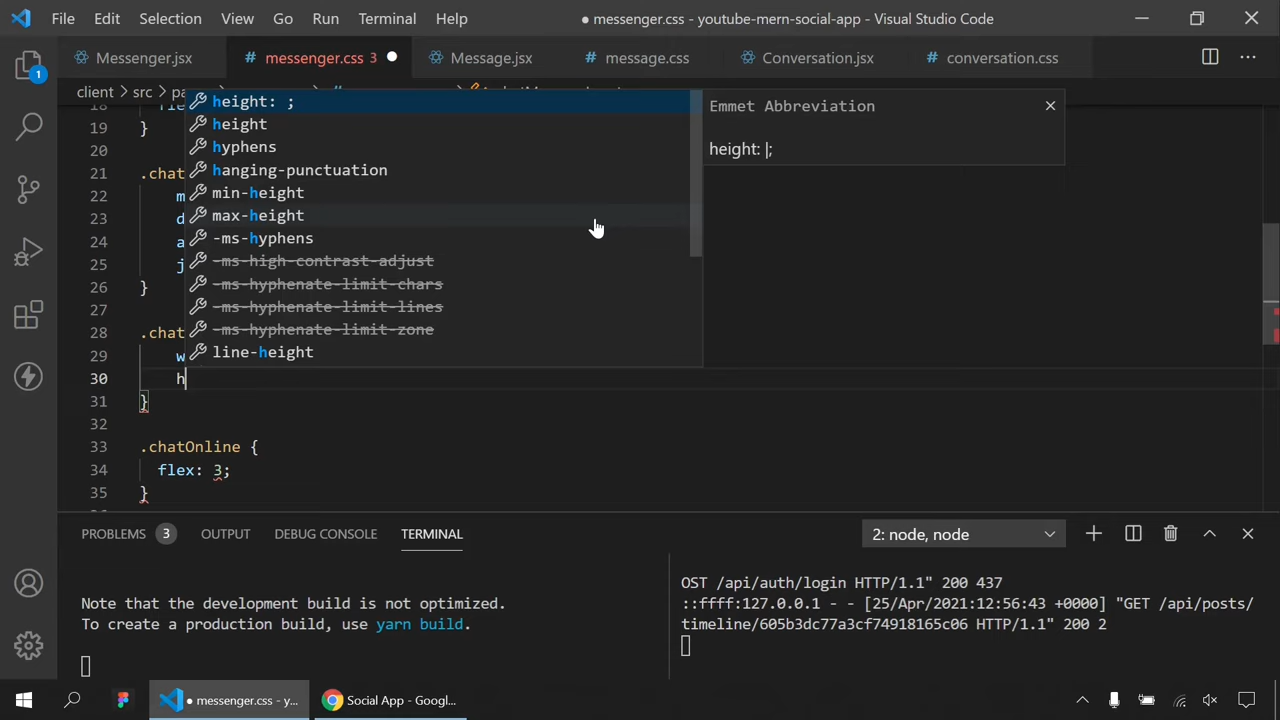 File Edit Selection View Go Run Terminal Help ● messenger.css - youtube-mern-social-app - Visual Studio Code
Messenger.jsx # messenger.css 3 ● Message.jsx # message.css Conversation.jsx # conversation.css
1
client > src > pa
18
19 }
20
21 .chat
22 m
23 d
24 a
25 j
26 }
27
28 .chat
29 w
30 h
31 }
32
33 .chatOnline {
34 flex: 3;
35 }
height: ;
height
hyphens
hanging-punctuation
min-height
max-height
-ms-hyphens
-ms-high-contrast-adjust
-ms-hyphenate-limit-chars
-ms-hyphenate-limit-lines
-ms-hyphenate-limit-zone
line-height
Emmet Abbreviation
height: |;
PROBLEMS 3 OUTPUT DEBUG CONSOLE TERMINAL 2: node, node
Note that the development build is not optimized.
To create a production build, use yarn build.
OST /api/auth/login HTTP/1.1" 200 437
::ffff:127.0.0.1 - - [25/Apr/2021:12:56:43 +0000] "GET /api/posts/
timeline/605b3dc77a3cf74918165c06 HTTP/1.1" 200 2
● messenger.css - y... Social App - Googl...